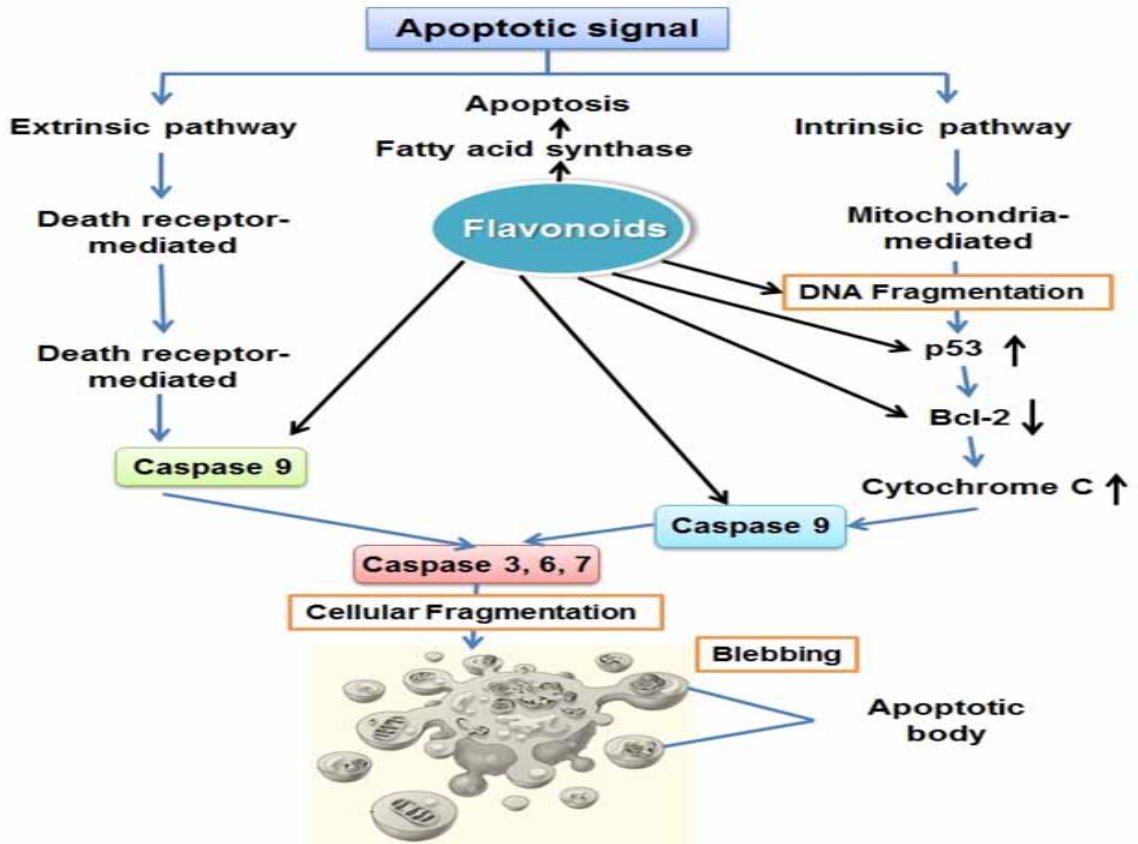 Apoptotic signal
Extrinsic pathway
Apoptosis
Fatty acid synthase
Intrinsic pathway
Flavonoids
Death receptor-
mediated
Mitochondria-
mediated
DNA Fragmentation
Death receptor-
mediated
p53
Bcl-2
Caspase 9
Cytochrome C
Caspase 9
Caspase 3, 6, 7
Cellular Fragmentation
Blebbing
Apoptotic
body